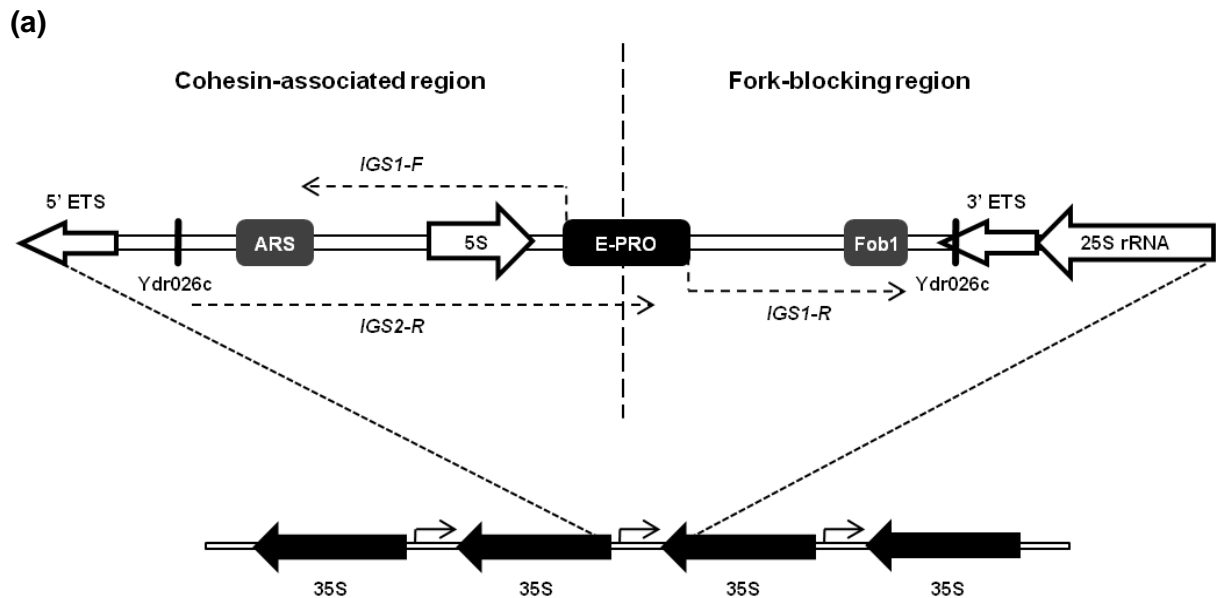 (a)
Cohesin-associated region
Fork-blocking region
IGS1-F
5' ETS
3' ETS
ARS
5S
E-PRO
Fob1
25S rRNA
Ydr026c
Ydr026c
IGS2-R
IGS1-R
35S
35S
35S
35S